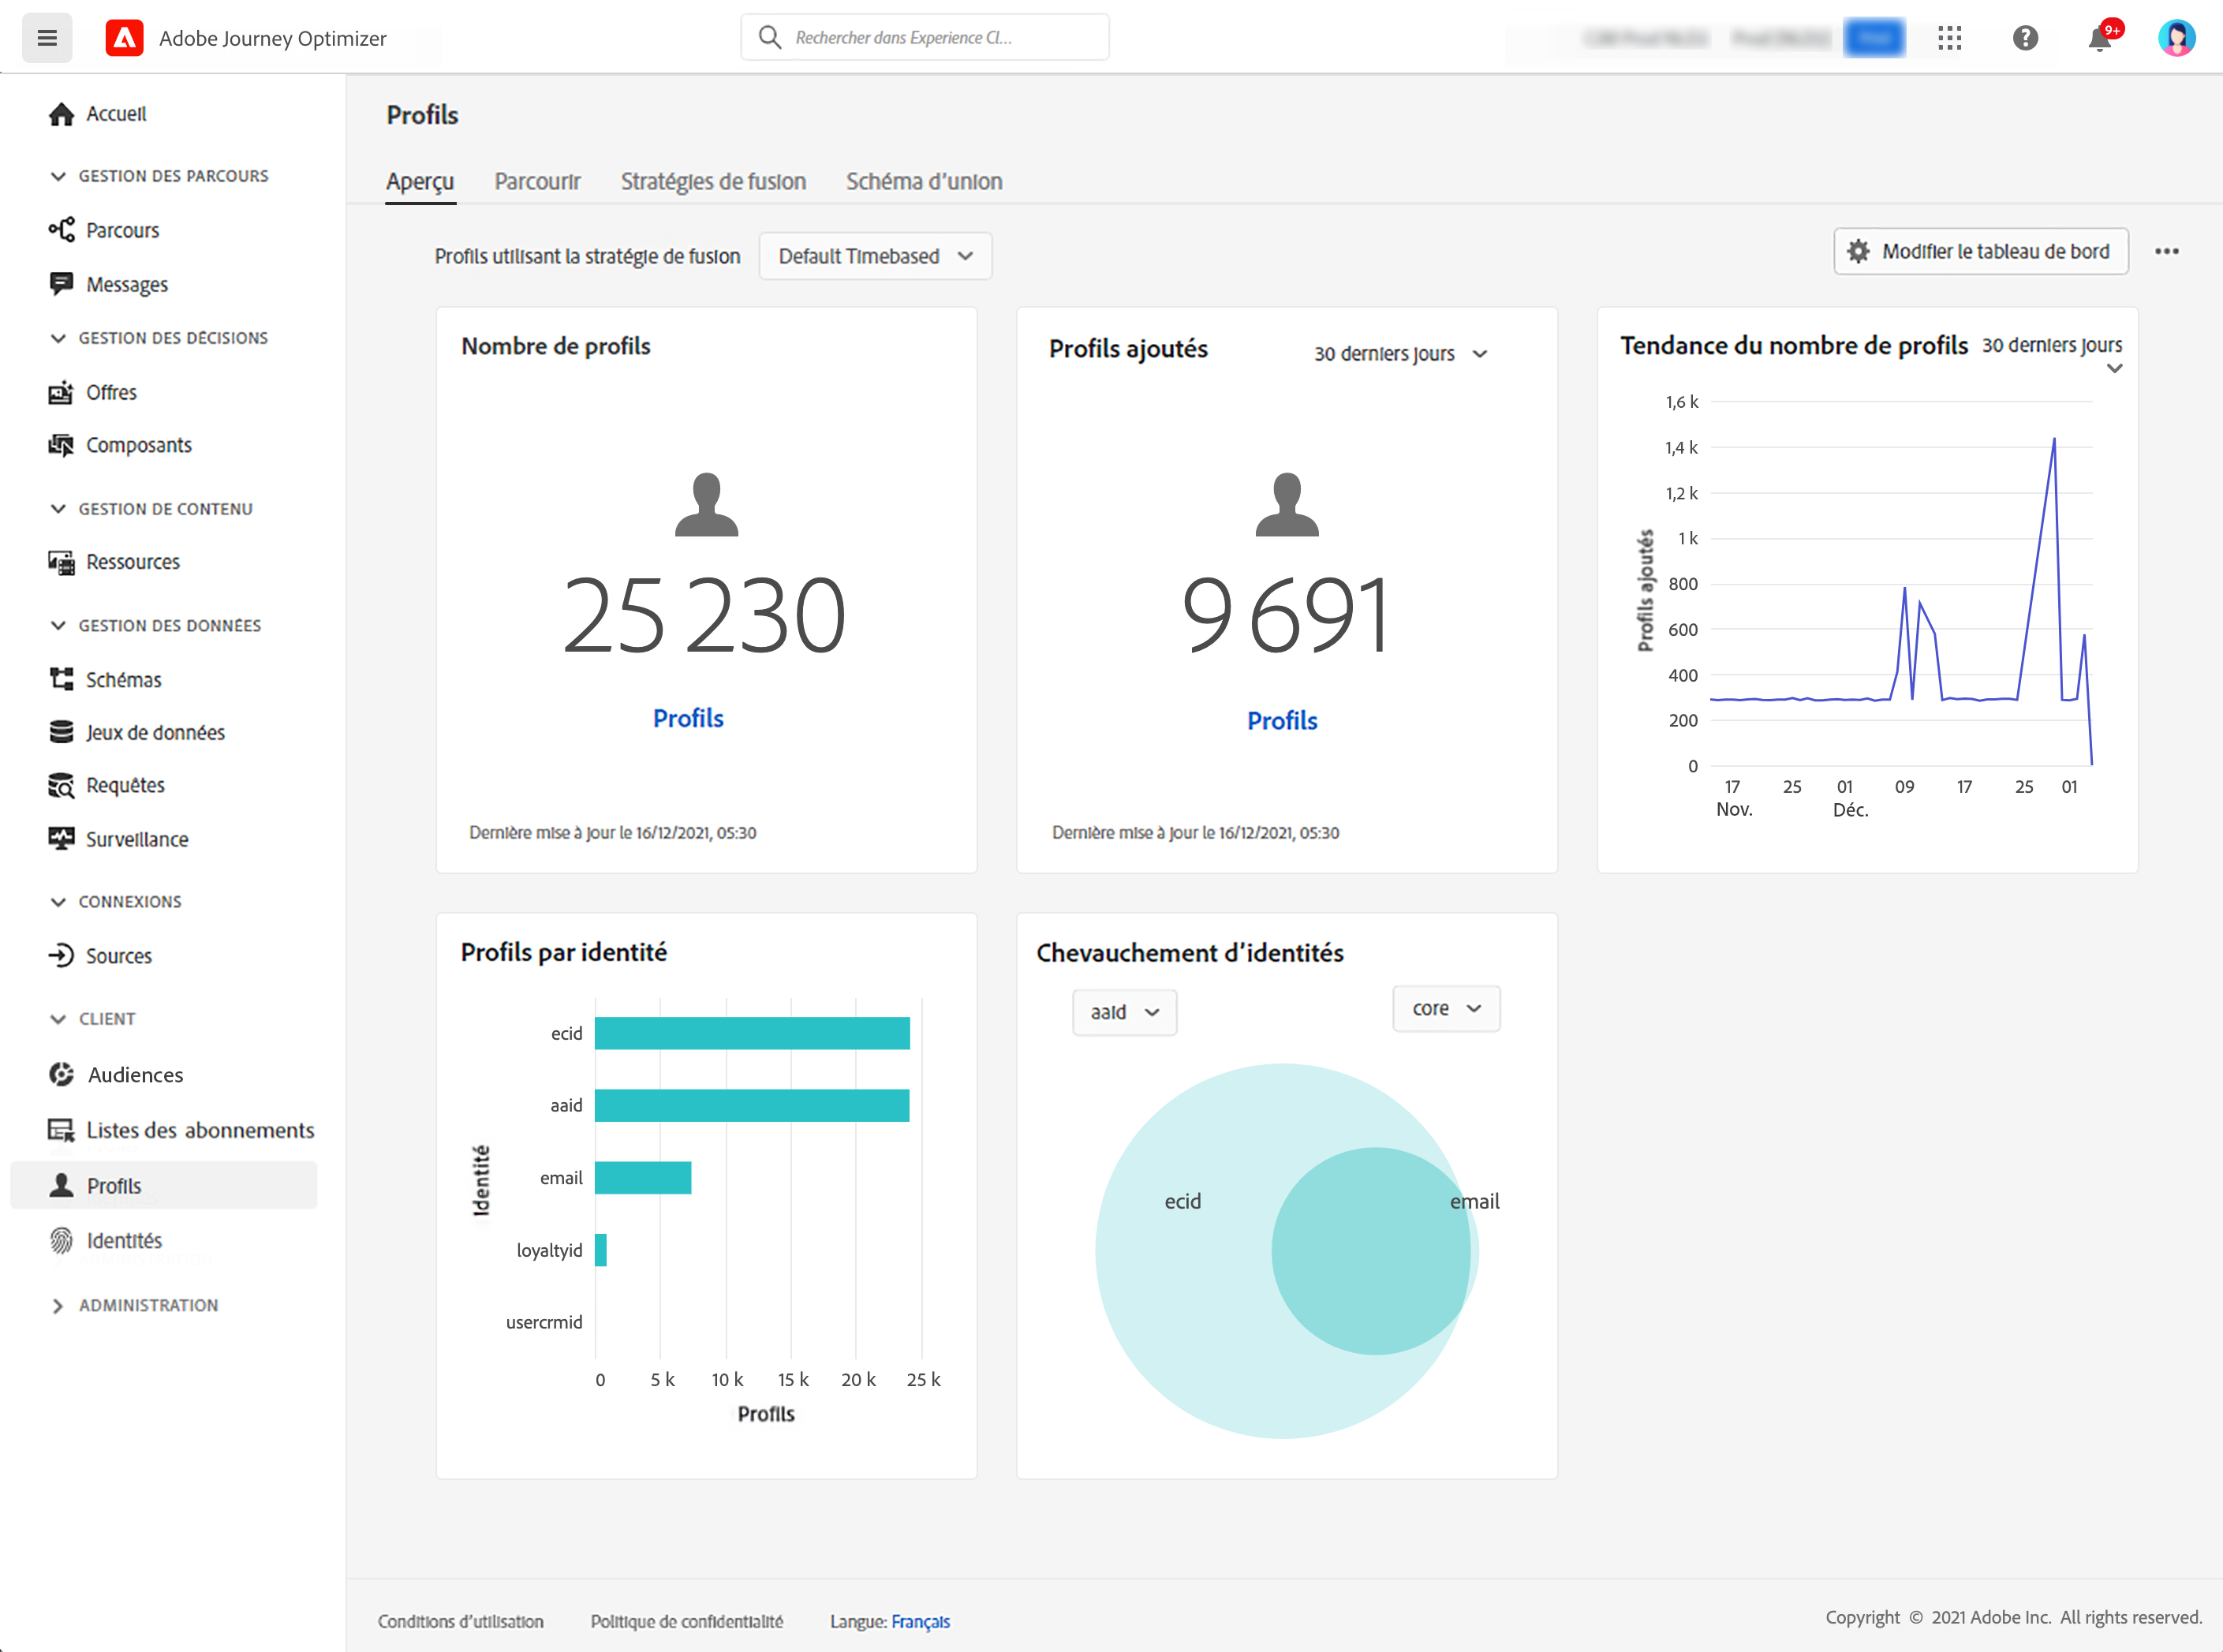 Adobe Journey Optimizer
Rechercher dans Experience Cl...
9+
Accueil
GESTION DES PARCOURS
Parcours
Messages
GESTION DES DÉCISIONS
Offres
Composants
GESTION DE CONTENU
Ressources
GESTION DES DONNÉES
Schémas
Jeux de données
Requêtes
Surveillance
CONNEXIONS
Sources
CLIENT
Audiences
Listes des abonnements
Profils
Identités
ADMINISTRATION
Profils
Aperçu Parcourir Stratégies de fusion Schéma d'union
Profils utilisant la stratégie de fusion Default Timebased
Modifier le tableau de bord
Nombre de profils
25 230
Profils
Dernière mise à jour le 16/12/2021, 05:30
Profils ajoutés 30 derniers jours
9 691
Profils
Dernière mise à jour le 16/12/2021, 05:30
Tendance du nombre de profils 30 derniers jours
Profils ajoutés
1,6 k
1,4 k
1,2 k
1 k
800
600
400
200
0
17 25 01 09 17 25 01
Nov. Déc.
Profils par identité
Identité
ecid
aaid
email
loyaltyid
usercrmid
0 5 k 10 k 15 k 20 k 25 k
Profils
Chevauchement d'identités
aaid core
ecid email
Conditions d'utilisation Politique de confidentialité Langue: Français
Copyright © 2021 Adobe Inc. All rights reserved.